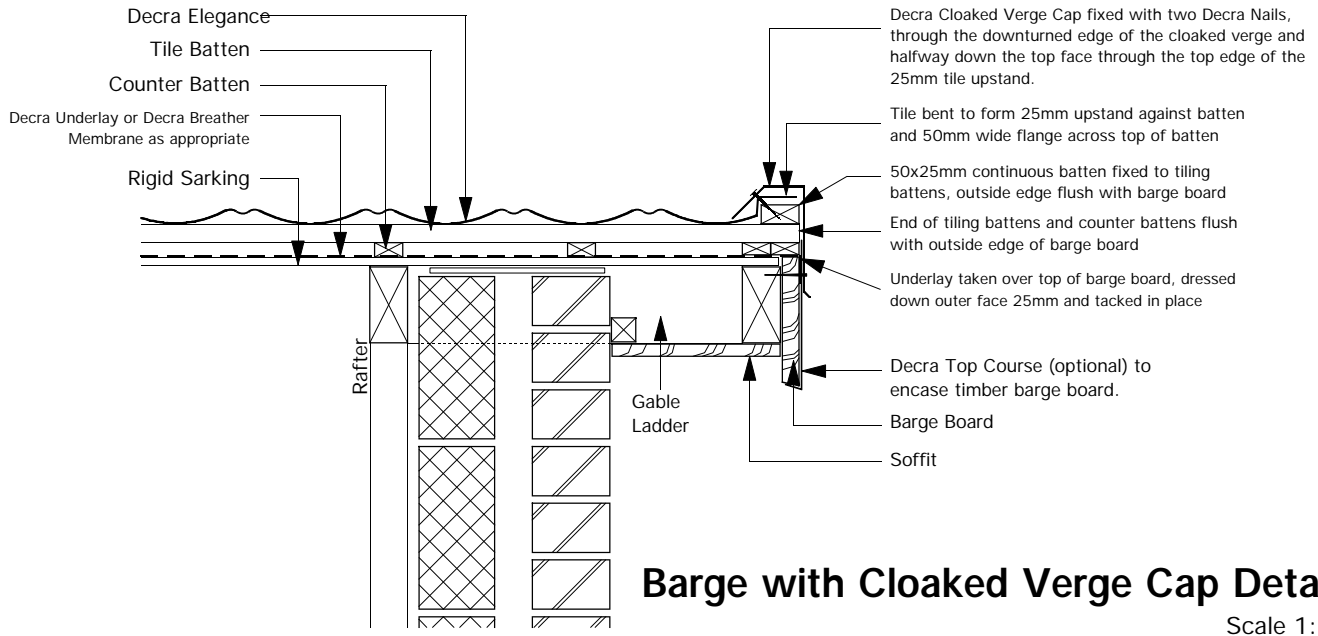 Decra Elegance
Tile Batten
Counter Batten
Decra Underlay or Decra Breather
Membrane as appropriate
Rigid Sarking
Rafter
Gable
Ladder
Decra Cloaked Verge Cap fixed with two Decra Nails,
through the downturned edge of the cloaked verge and
halfway down the top face through the top edge of the
25mm tile upstand.
Tile bent to form 25mm upstand against batten
and 50mm wide flange across top of batten
50x25mm continuous batten fixed to tiling
battens, outside edge flush with barge board
End of tiling battens and counter battens flush
with outside edge of barge board
Underlay taken over top of barge board, dressed
down outer face 25mm and tacked in place
Decra Top Course (optional) to
encase timber barge board.
Barge Board
Soffit
Barge with Cloaked Verge Cap Deta
Scale 1: